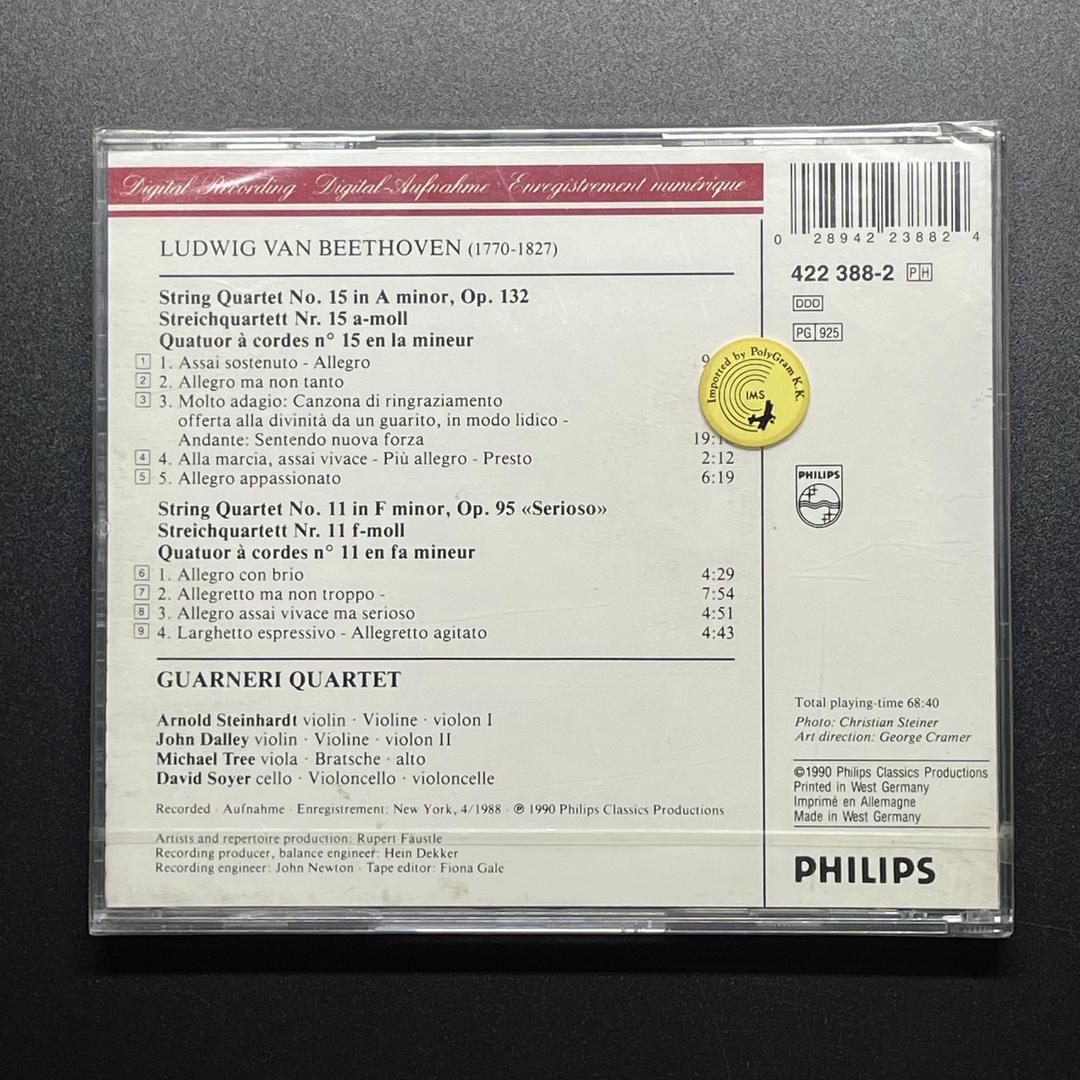 Digital Recording · Digital-Aufnahme · Enregistrement numérique
0 28942 23882 4
422 388-2 PH
DDD
PG 925
LUDWIG VAN BEETHOVEN (1770-1827)
String Quartet No. 15 in A minor, Op. 132
Streichquartett Nr. 15 a-moll
Quatuor à cordes n° 15 en la mineur
1 1. Assai sostenuto - Allegro
2 2. Allegro ma non tanto
3 3. Molto adagio: Canzona di ringraziamento
offerta alla divinità da un guarito, in modo lidico -
Andante: Sentendo nuova forza
4 4. Alla marcia, assai vivace - Più allegro - Presto 2:12
5 5. Allegro appassionato 6:19
Imported by PolyGram K.K.
IMS
PHILIPS
String Quartet No. 11 in F minor, Op. 95 «Serioso»
Streichquartett Nr. 11 f-moll
Quatuor à cordes n° 11 en fa mineur
6 1. Allegro con brio 4:29
7 2. Allegretto ma non troppo - 7:54
8 3. Allegro assai vivace ma serioso 4:51
9 4. Larghetto espressivo - Allegretto agitato 4:43
GUARNERI QUARTET
Arnold Steinhardt violin · Violine · violon I
John Dalley violin · Violine · violon II
Michael Tree viola · Bratsche · alto
David Soyer cello · Violoncello · violoncelle
Recorded · Aufnahme · Enregistrement: New York, 4/1988 · ℗ 1990 Philips Classics Productions
Artists and repertoire production: Rupert Faustle
Recording producer, balance engineer: Hein Dekker
Recording engineer: John Newton · Tape editor: Fiona Gale
Total playing-time 68:40
Photo: Christian Steiner
Art direction: George Cramer
©1990 Philips Classics Productions
Printed in West Germany
Imprimé en Allemagne
Made in West Germany
PHILIPS